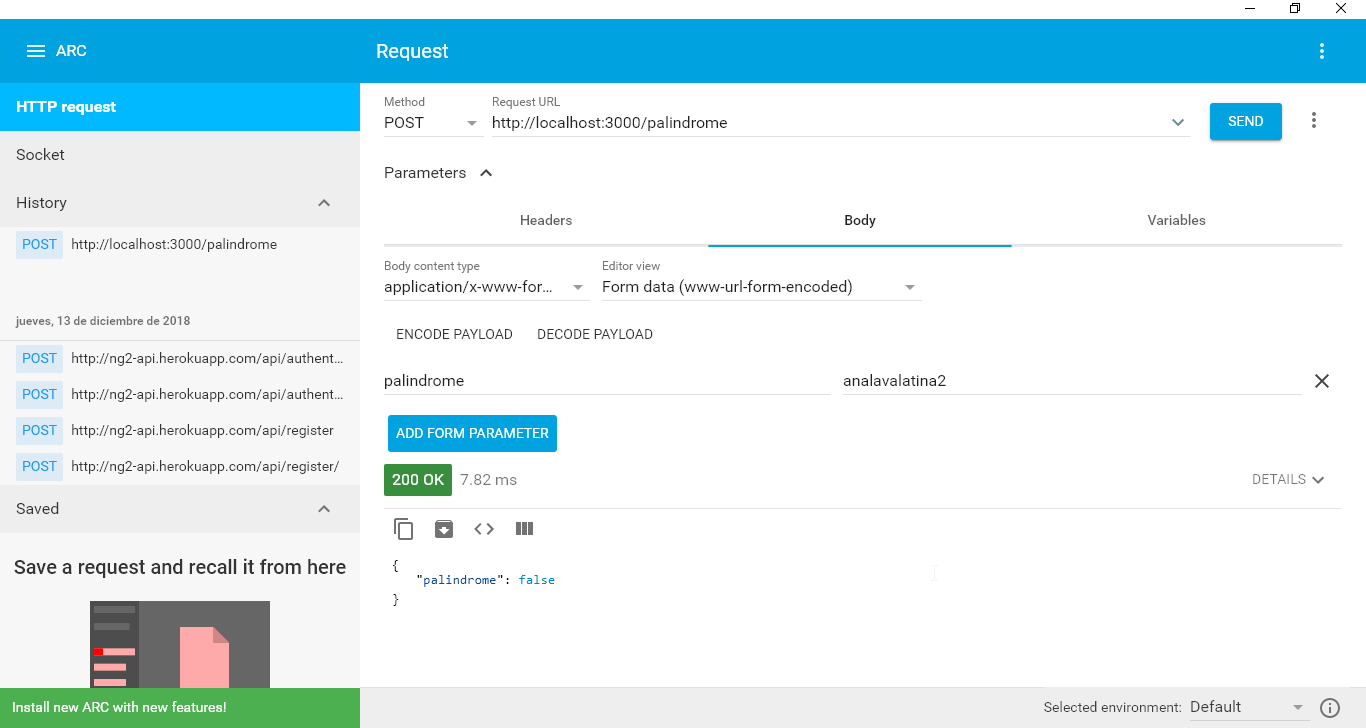 ARC
Request
HTTP request
Socket
History
POST http://localhost:3000/palindrome
jueves, 13 de diciembre de 2018
POST http://ng2-api.herokuapp.com/api/authent...
POST http://ng2-api.herokuapp.com/api/authent...
POST http://ng2-api.herokuapp.com/api/register
POST http://ng2-api.herokuapp.com/api/register/
Saved
Save a request and recall it from here
Install new ARC with new features!
Method
POST
Request URL
http://localhost:3000/palindrome
SEND
Parameters
Headers Body Variables
Body content type
application/x-www-for...
Editor view
Form data (www-url-form-encoded)
ENCODE PAYLOAD DECODE PAYLOAD
palindrome analavalatina2
ADD FORM PARAMETER
200 OK 7.82 ms DETAILS
{
"palindrome": false
}
Selected environment: Default